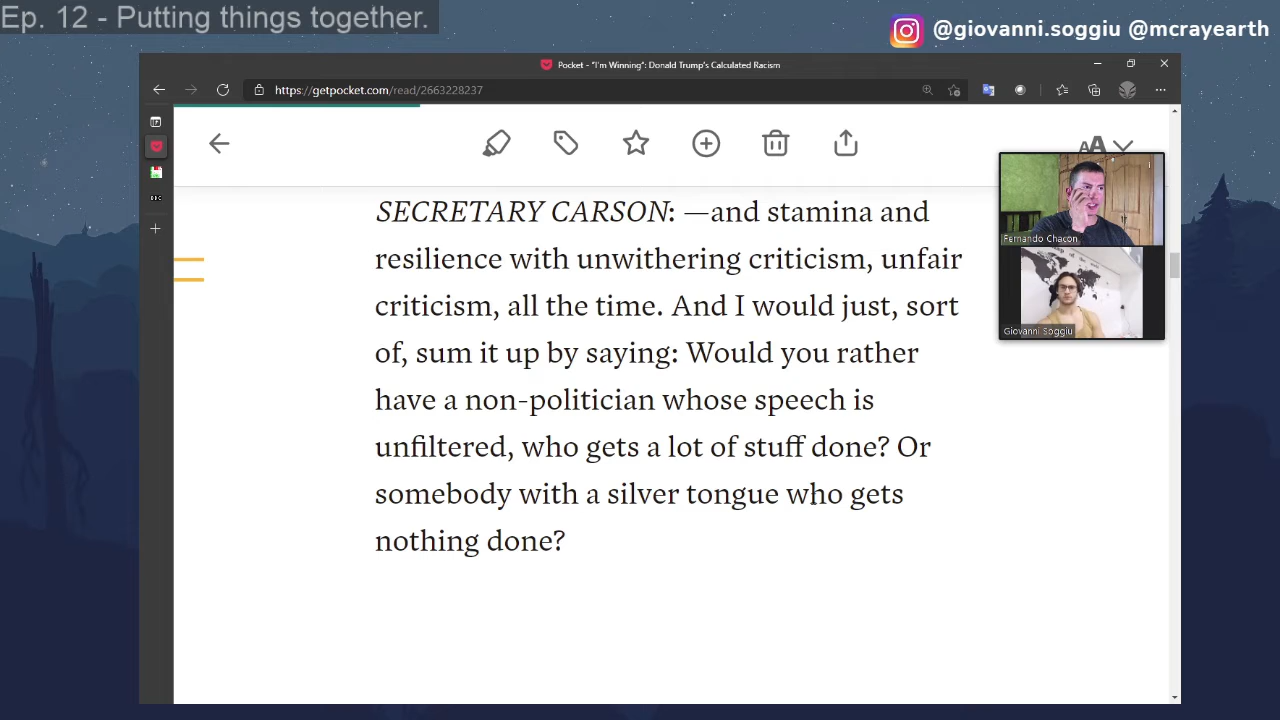 Ep. 12 - Putting things together.
@giovanni.soggiu @mcrayearth
Pocket - "I'm Winning": Donald Trump's Calculated Racism
https://getpocket.com/read/2663228237
AA
SECRETARY CARSON: —and stamina and
resilience with unwithering criticism, unfair
criticism, all the time. And I would just, sort
of, sum it up by saying: Would you rather
have a non-politician whose speech is
unfiltered, who gets a lot of stuff done? Or
somebody with a silver tongue who gets
nothing done?
Fernando Chacon
Giovanni Soggiu